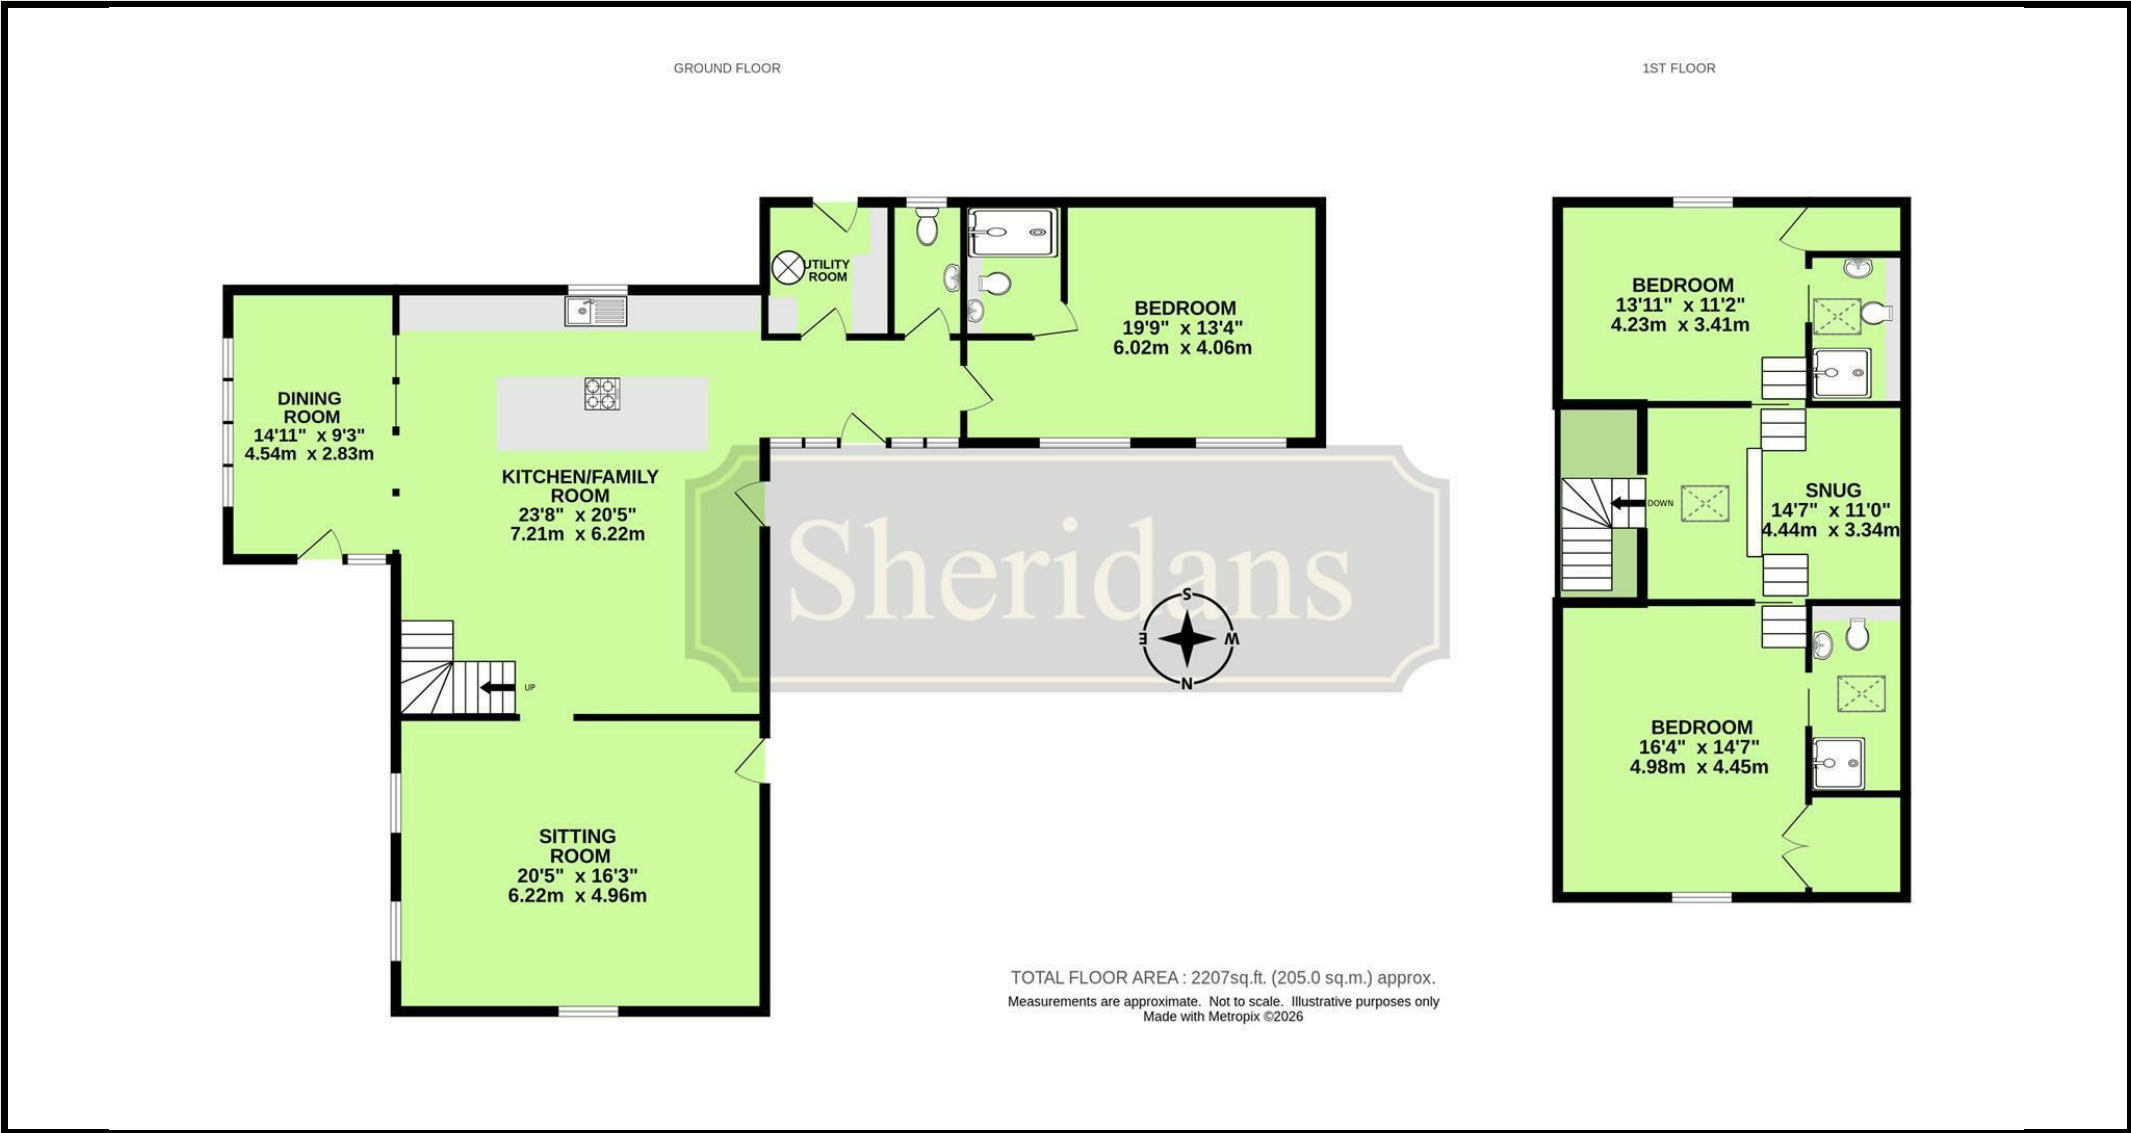 GROUND FLOOR
1ST FLOOR
UTILITY
ROOM
BEDROOM
19'9" x 13'4"
6.02m x 4.06m
DINING
ROOM
14'11" x 9'3"
4.54m x 2.83m
KITCHEN/FAMILY
ROOM
23'8" x 20'5"
7.21m x 6.22m
UP
SITTING
ROOM
20'5" x 16'3"
6.22m x 4.96m
Sheridans
S
E
W
N
BEDROOM
13'11" x 11'2"
4.23m x 3.41m
DOWN
SNUG
14'7" x 11'0"
4.44m x 3.34m
BEDROOM
16'4" x 14'7"
4.98m x 4.45m
TOTAL FLOOR AREA : 2207sq.ft. (205.0 sq.m.) approx.
Measurements are approximate. Not to scale. Illustrative purposes only
Made with Metropix ©2026